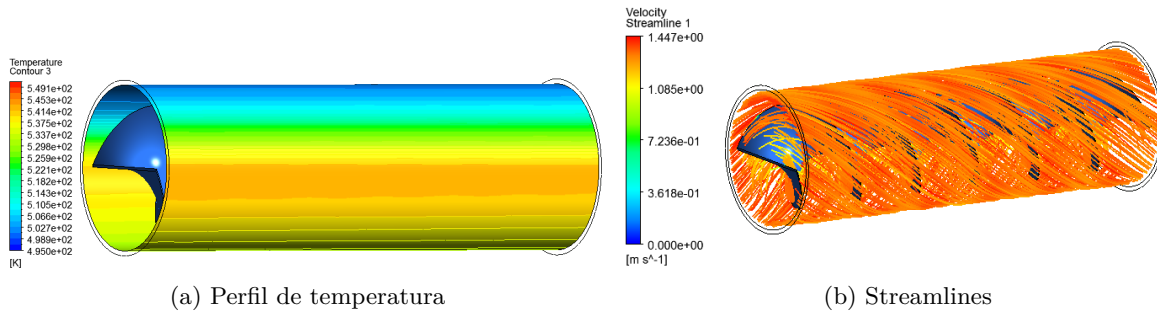 Temperature
Contour 3
5.491e+02
5.453e+02
5.414e+02
5.375e+02
5.337e+02
5.298e+02
5.259e+02
5.221e+02
5.182e+02
5.143e+02
5.105e+02
5.066e+02
5.027e+02
4.989e+02
4.950e+02
[K]
(a) Perfil de temperatura
Velocity
Streamline 1
1.447e+00
1.085e+00
7.236e-01
3.618e-01
0.000e+00
[m s^-1]
(b) Streamlines